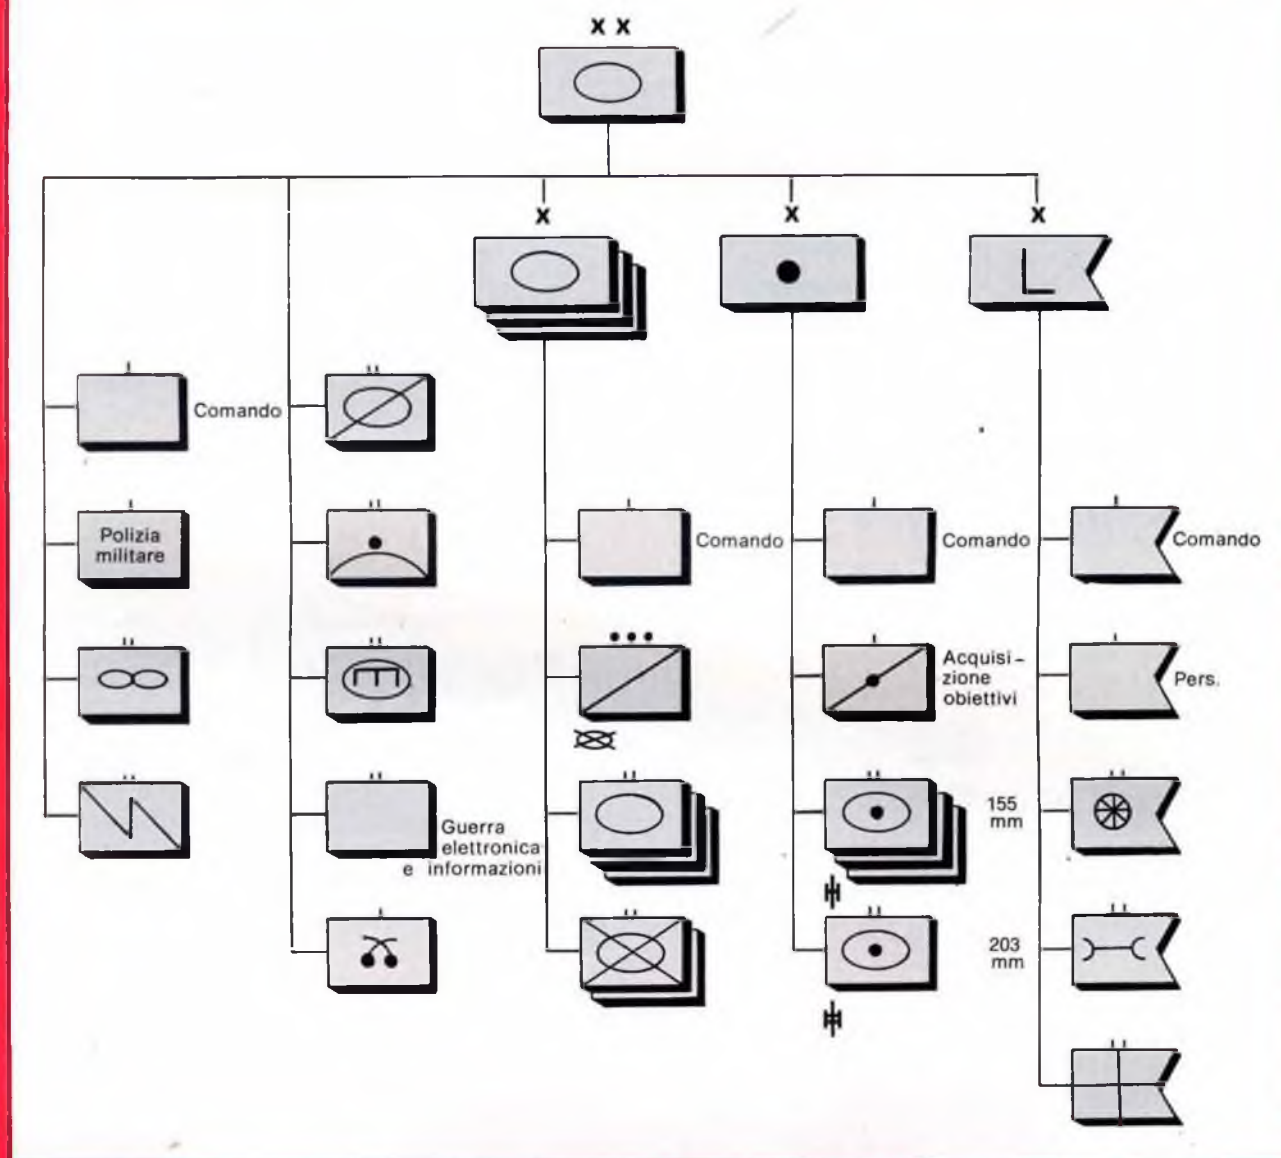 X X
X
X
X
Comando
Polizia
militare
Comando
Comando
Comando
Acquisi-
zione
obiettivi
Pers.
155
mm
Guerra
elettronica
e informazioni
203
mm